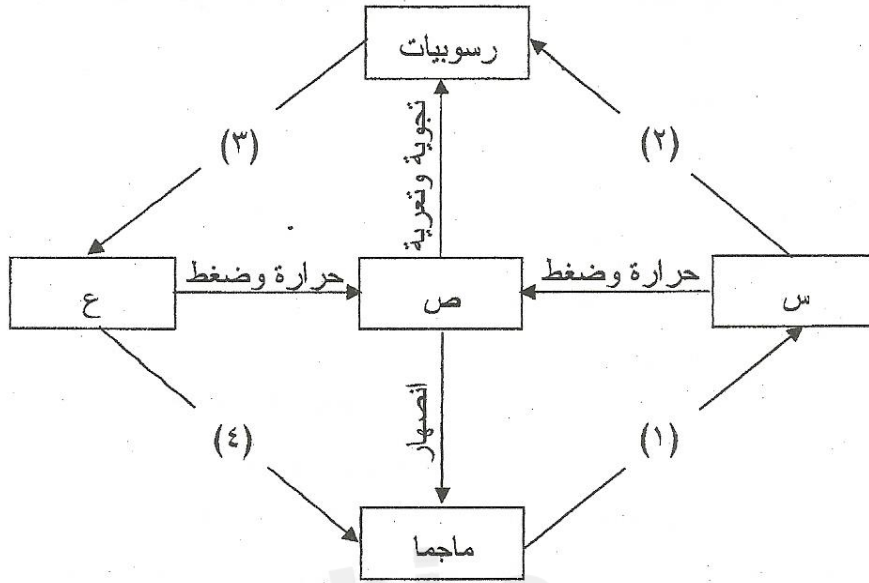 رسوبيات
(٣)
(٢)
تجوية وتعرية
ع
حرارة وضغط
ص
حرارة وضغط
س
(٤)
انصهار
(١)
ماجما